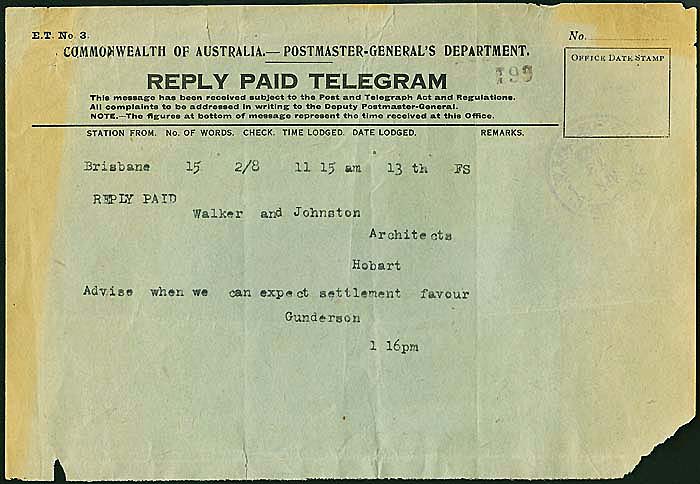 E.T. No 3.
No.
COMMONWEALTH OF AUSTRALIA.— POSTMASTER-GENERAL'S DEPARTMENT.
OFFICE DATE STAMP
REPLY PAID TELEGRAM
199
This message has been received subject to the Post and Telegraph Act and Regulations.
All complaints to be addressed in writing to the Deputy Postmaster-General.
NOTE.—The figures at bottom of message represent the time received at this Office.
STATION FROM. No. OF WORDS. CHECK. TIME LODGED. DATE LODGED. REMARKS.
Brisbane 15 2/8 11 15 am 13 th FS
REPLY PAID
Walker and Johnston
Architects
Hobart
Advise when we can expect settlement favour
Gunderson
1 16pm